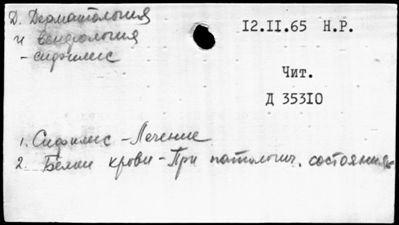 Д. Дерматология
и венерология
- сифилис
12.II.65 Н.Р.
Чит.
Д 35310
1. Сифилис - Лечение
2. Белки крови - При патологич. состояниях